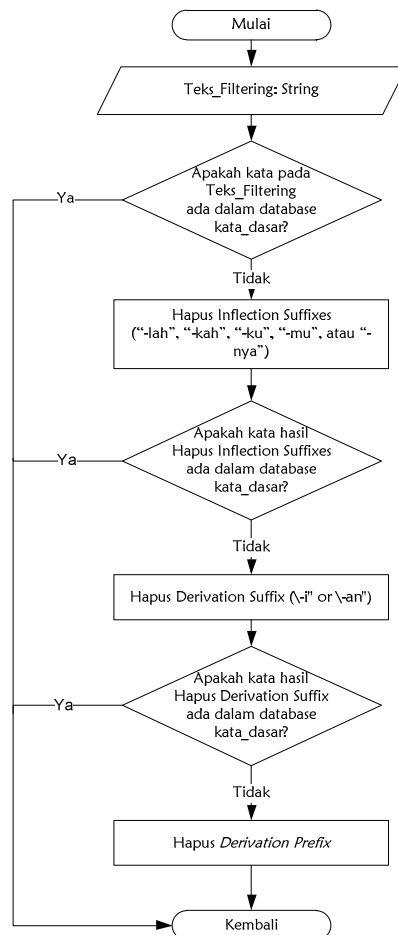 Mulai
Teks_Filtering: String
Apakah kata pada
Teks_Filtering
ada dalam database
kata_dasar?
Ya
Tidak
Hapus Inflection Suffixes
(“-lah”, “-kah”, “-ku”, “-mu”, atau “-
nya”)
Apakah kata hasil
Hapus Inflection Suffixes
ada dalam database
kata_dasar?
Ya
Tidak
Hapus Derivation Suffix (\-i" or \-an")
Apakah kata hasil
Hapus Derivation Suffix
ada dalam database
kata_dasar?
Ya
Tidak
Hapus Derivation Prefix
Kembali